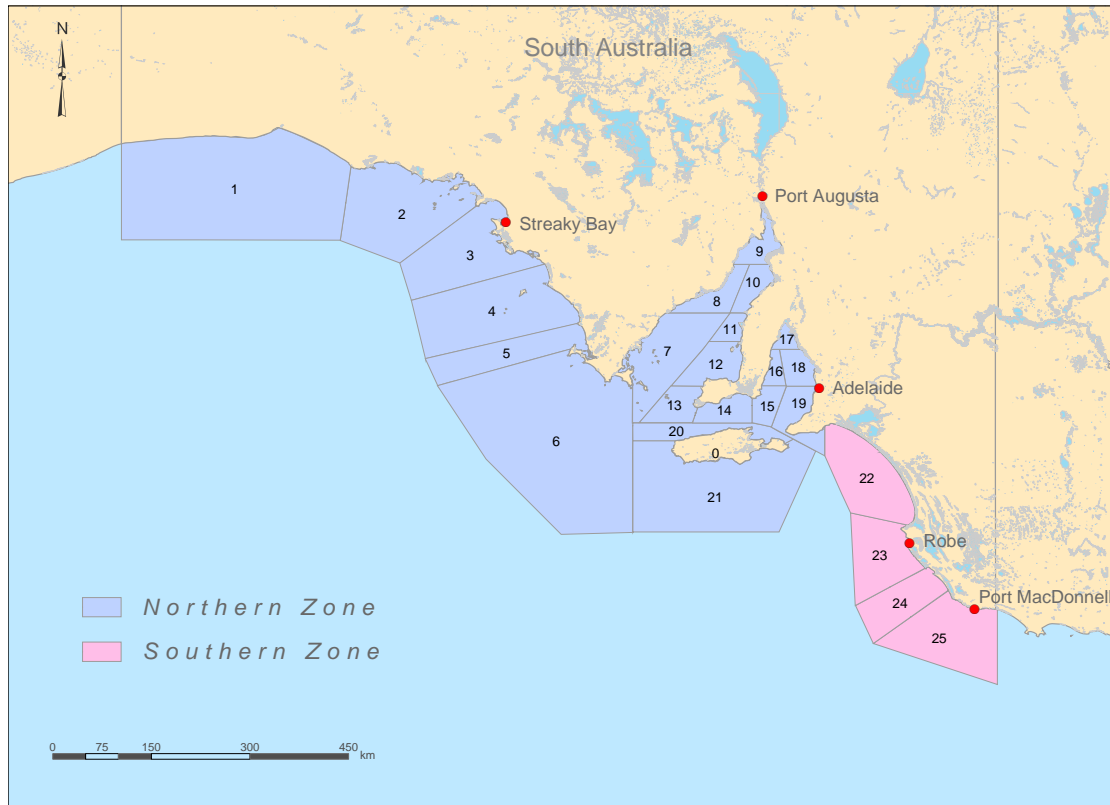 N
South Australia
1
Port Augusta
2
Streaky Bay
3
9
10
4
8
11
17
5
7
12
16
18
Adelaide
13
14
15
19
20
6
0
21
22
Robe
23
Port MacDonnell
24
25
Northern Zone
Southern Zone
0 75 150 300 450
km